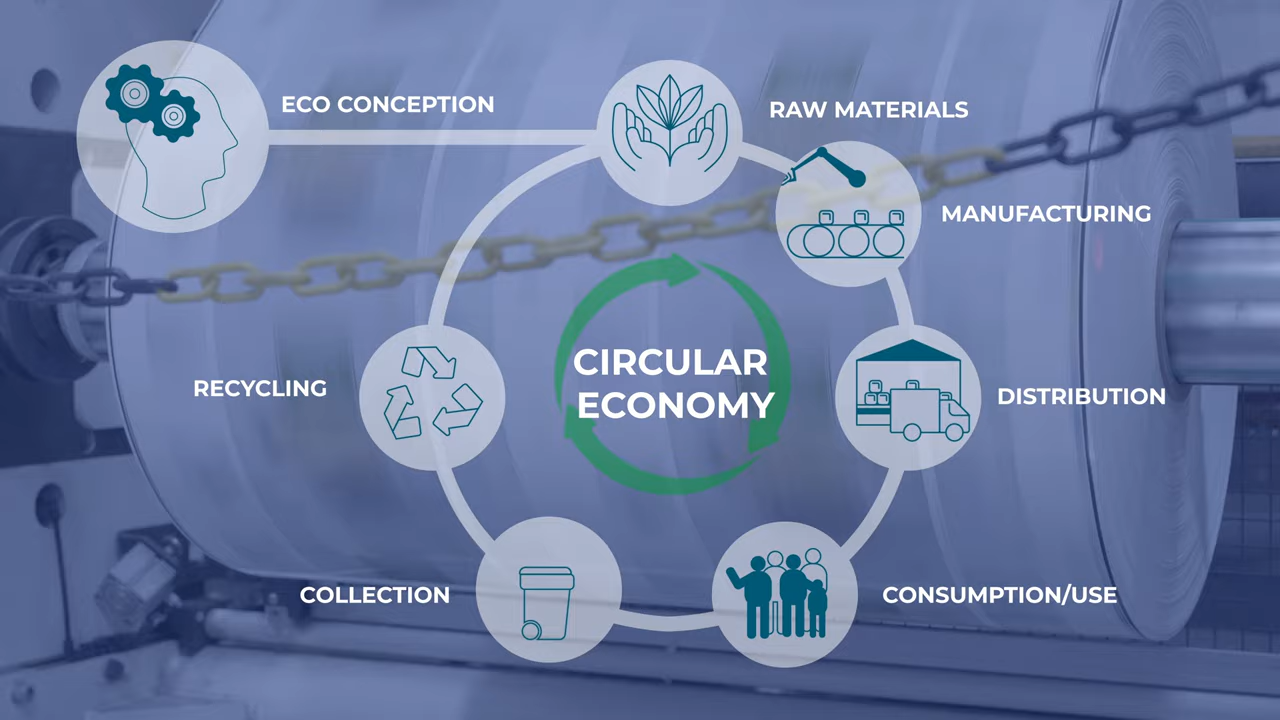 ECO CONCEPTION
RAW MATERIALS
MANUFACTURING
CIRCULAR
ECONOMY
RECYCLING
DISTRIBUTION
COLLECTION
CONSUMPTION/USE